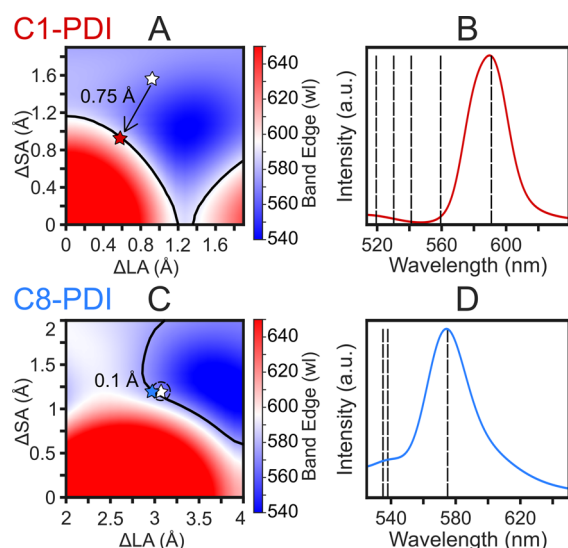 C1-PDI A B
1.6
1.2
0.8
0.4
0
ΔSA (Å)
0.75 Å
0 0.6 1.2 1.8
ΔLA (Å)
640
620
600
580
560
540
Band Edge (wl)
Intensity (a.u.)
520 560 600
Wavelength (nm)
C8-PDI C D
2
1.5
1
0.5
0
ΔSA (Å)
0.1 Å
2 2.5 3 3.5 4
ΔLA (Å)
640
620
600
580
560
540
Band Edge (wl)
Intensity (a.u.)
540 580 620
Wavelength (nm)